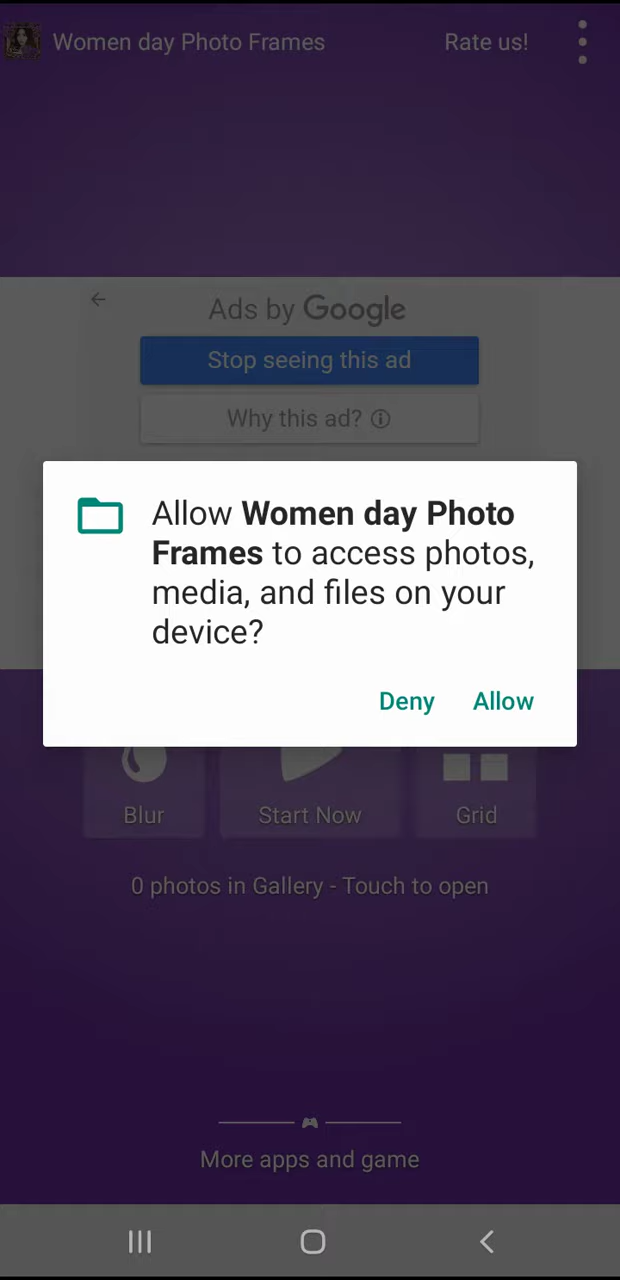 Women day Photo Frames
Rate us!
Ads by Google
Stop seeing this ad
Why this ad?
Allow Women day Photo
Frames to access photos,
media, and files on your
device?
Deny
Allow
Blur
Start Now
Grid
0 photos in Gallery - Touch to open
More apps and game